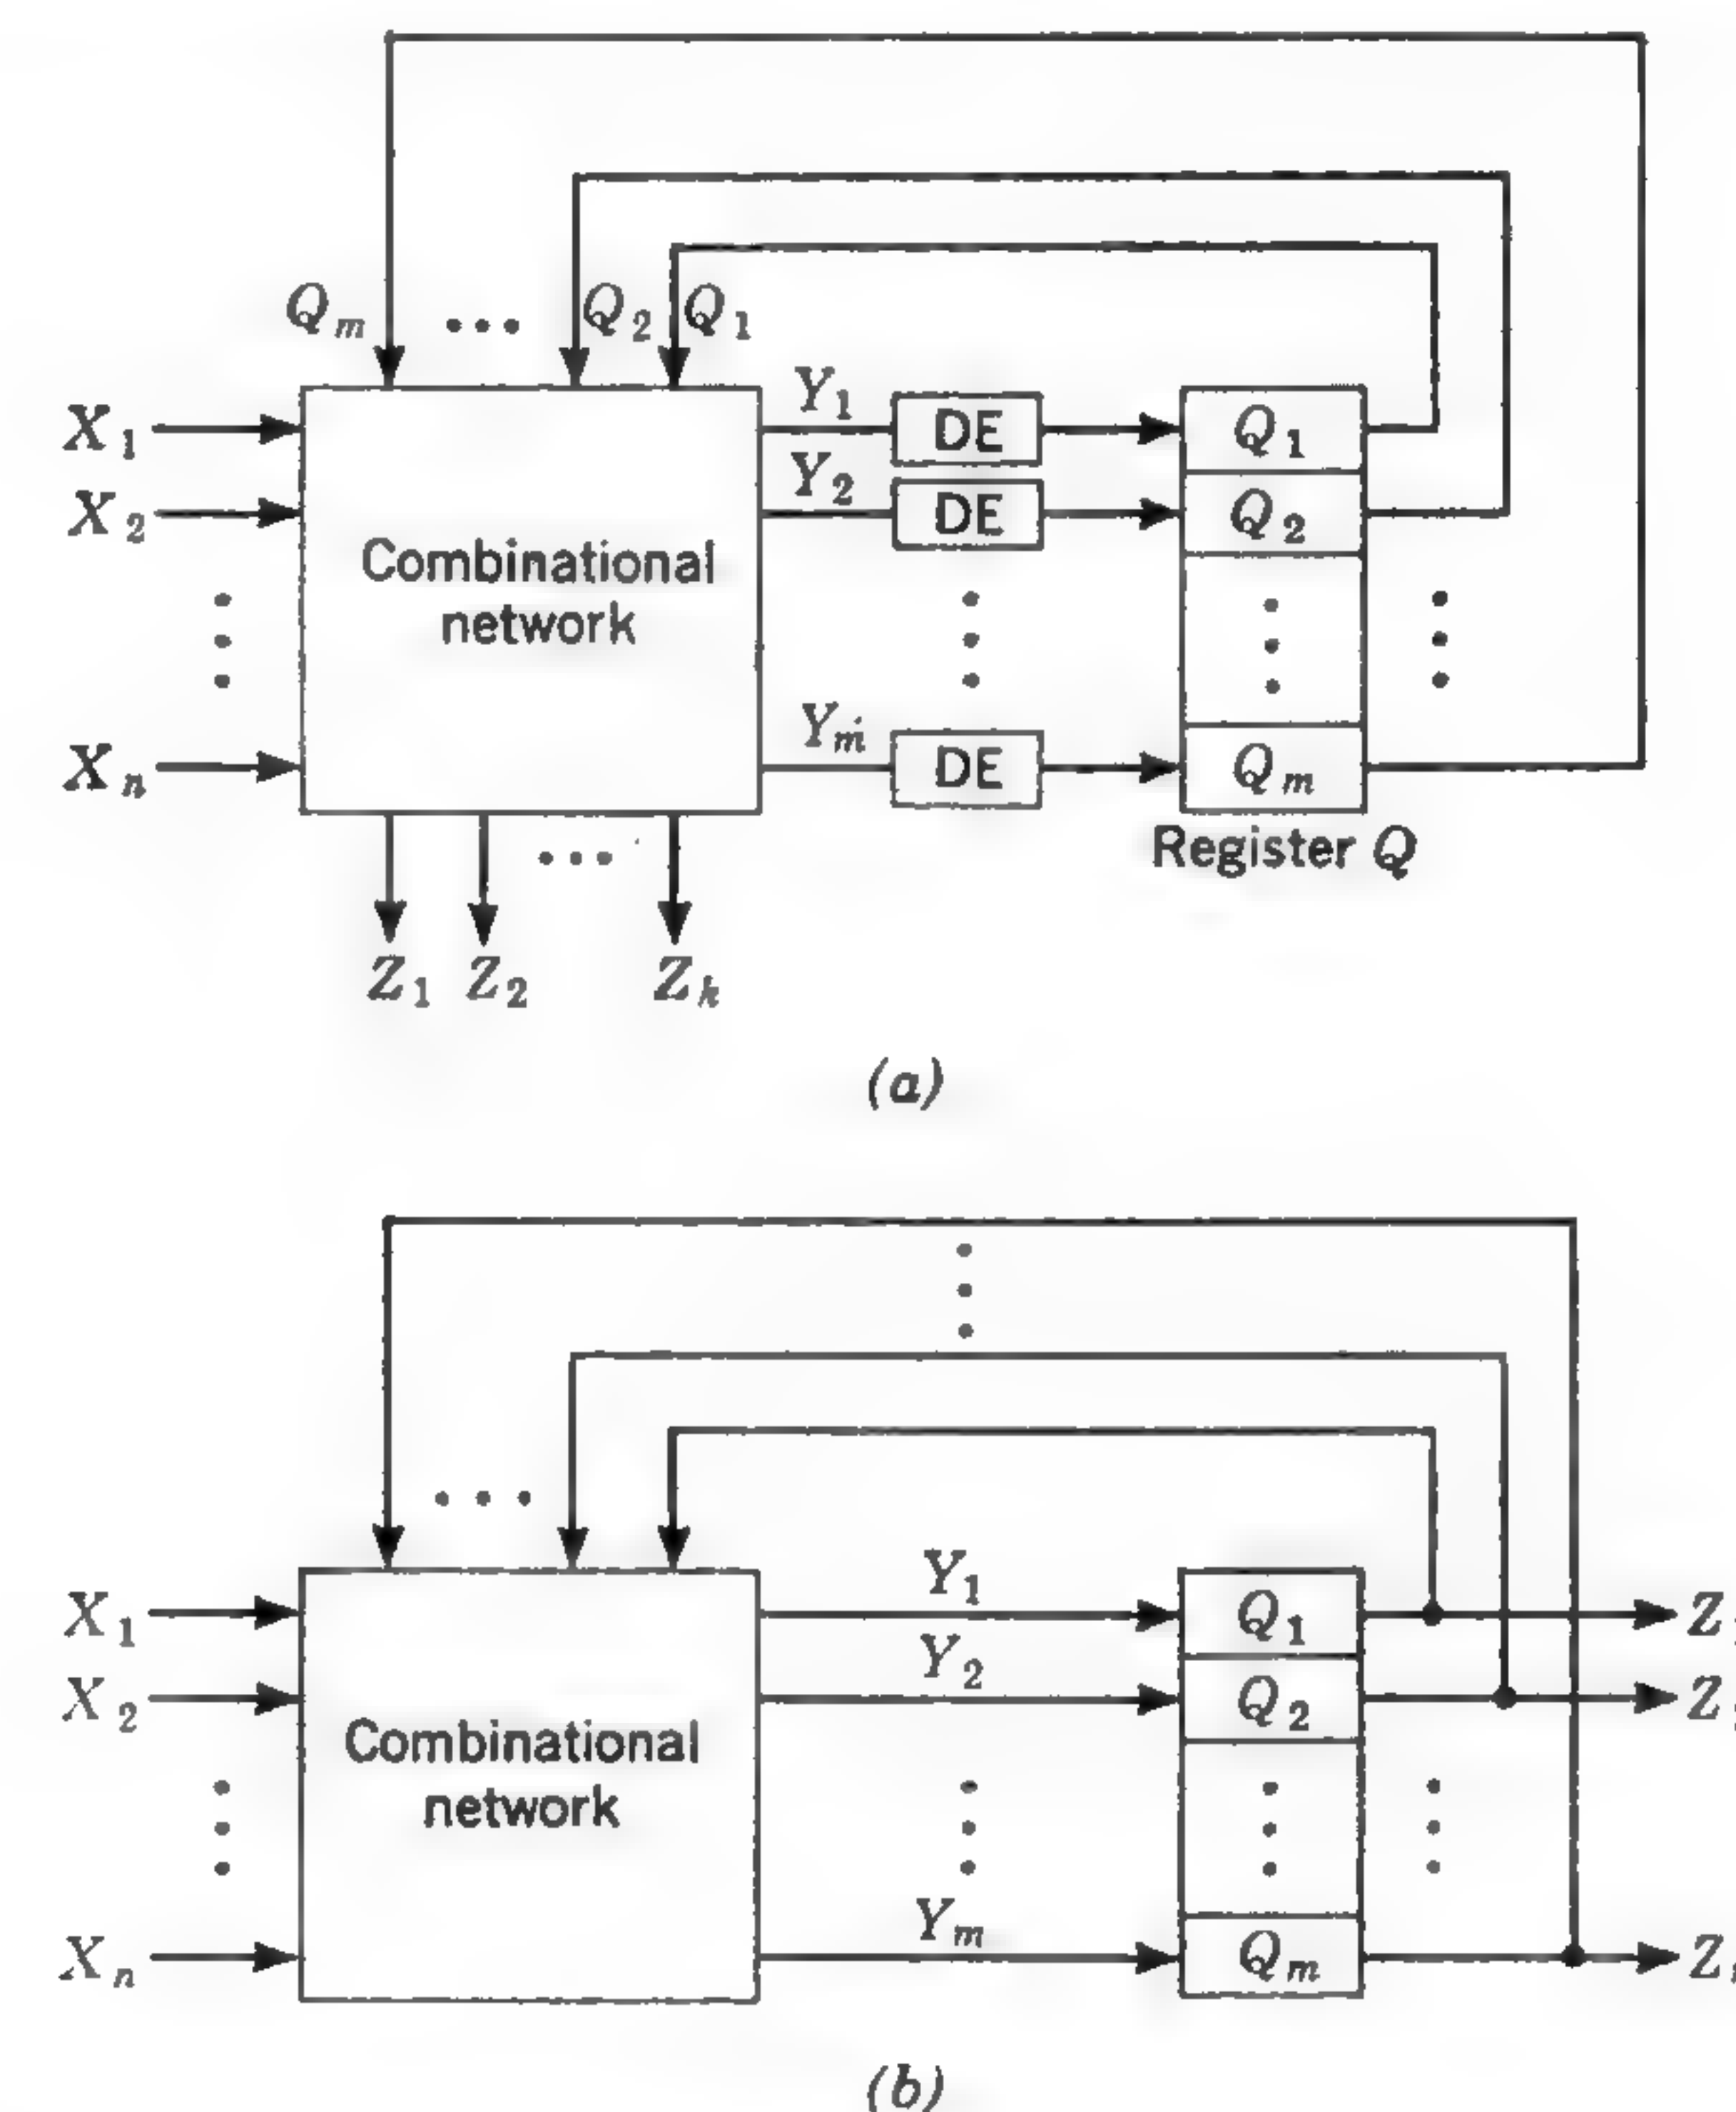 Qm ... Q2 Q1
X1 Y1 DE Q1
X2 Y2 DE Q2
Combinational
network
Xn Ym DE Qm
Register Q
Z1 Z2 ... Zk
(a)
...
X1 Y1 Q1 Z
X2 Y2 Q2 Z
Combinational
network
Xn Ym Qm Z
(b)